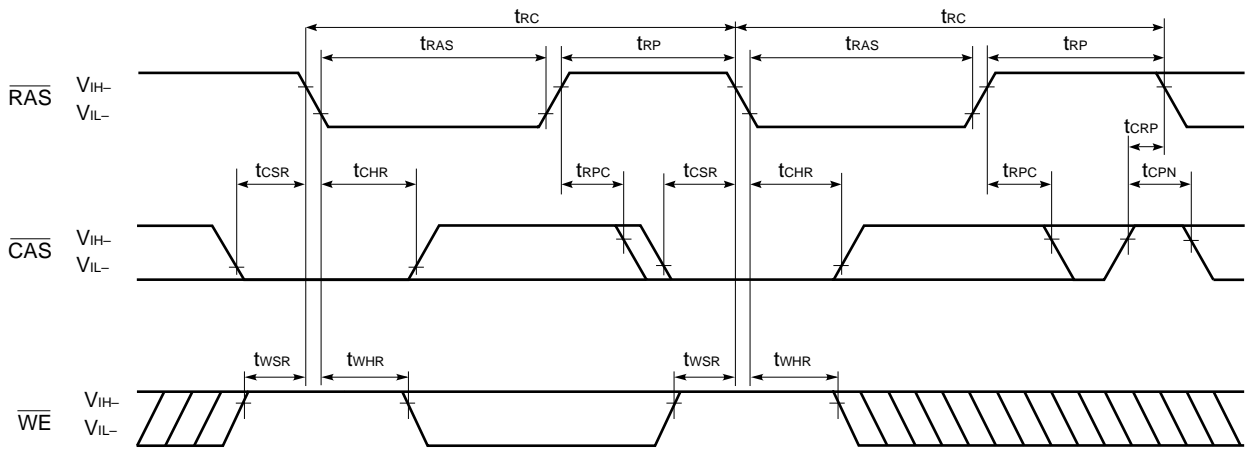 tRC tRC
tRAS tRP tRAS tRP
RAS VIH–
VIL–
tCRP
tCSR tCHR tRPC tCSR tCHR tRPC tCPN
CAS VIH–
VIL–
tWSR tWHR tWSR tWHR
WE VIH–
VIL–